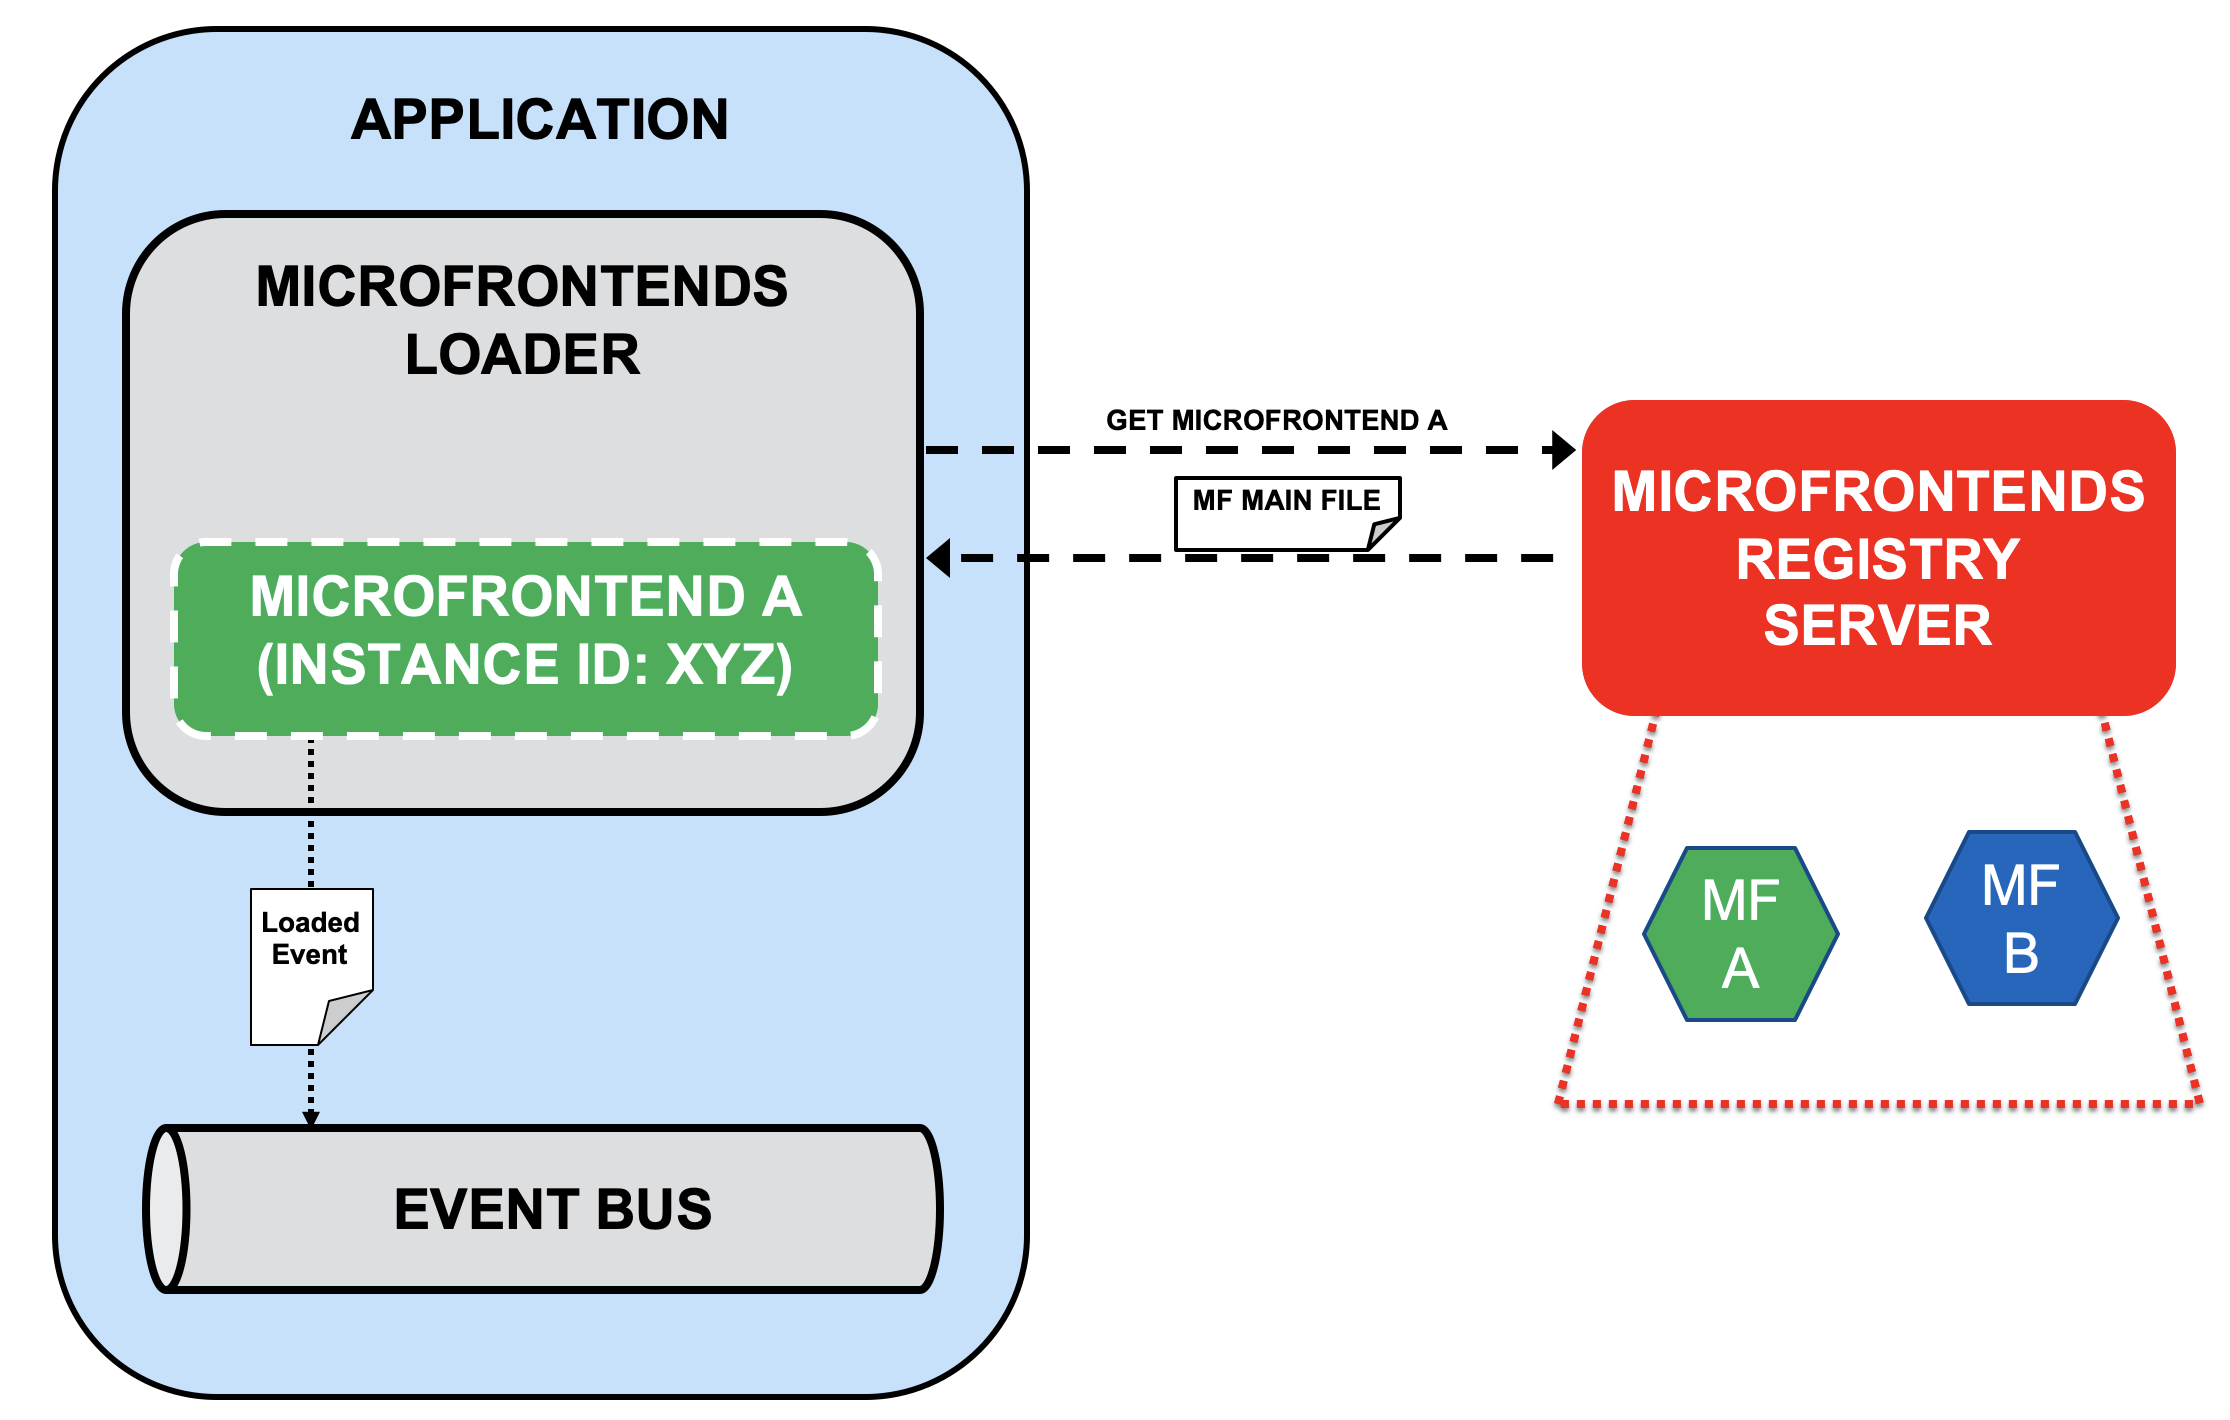 APPLICATION
MICROFRONTENDS
LOADER
GET MICROFRONTEND A
MF MAIN FILE
MICROFRONTENDS
REGISTRY
SERVER
MICROFRONTEND A
(INSTANCE ID: XYZ)
MF
A
MF
B
Loaded
Event
EVENT BUS